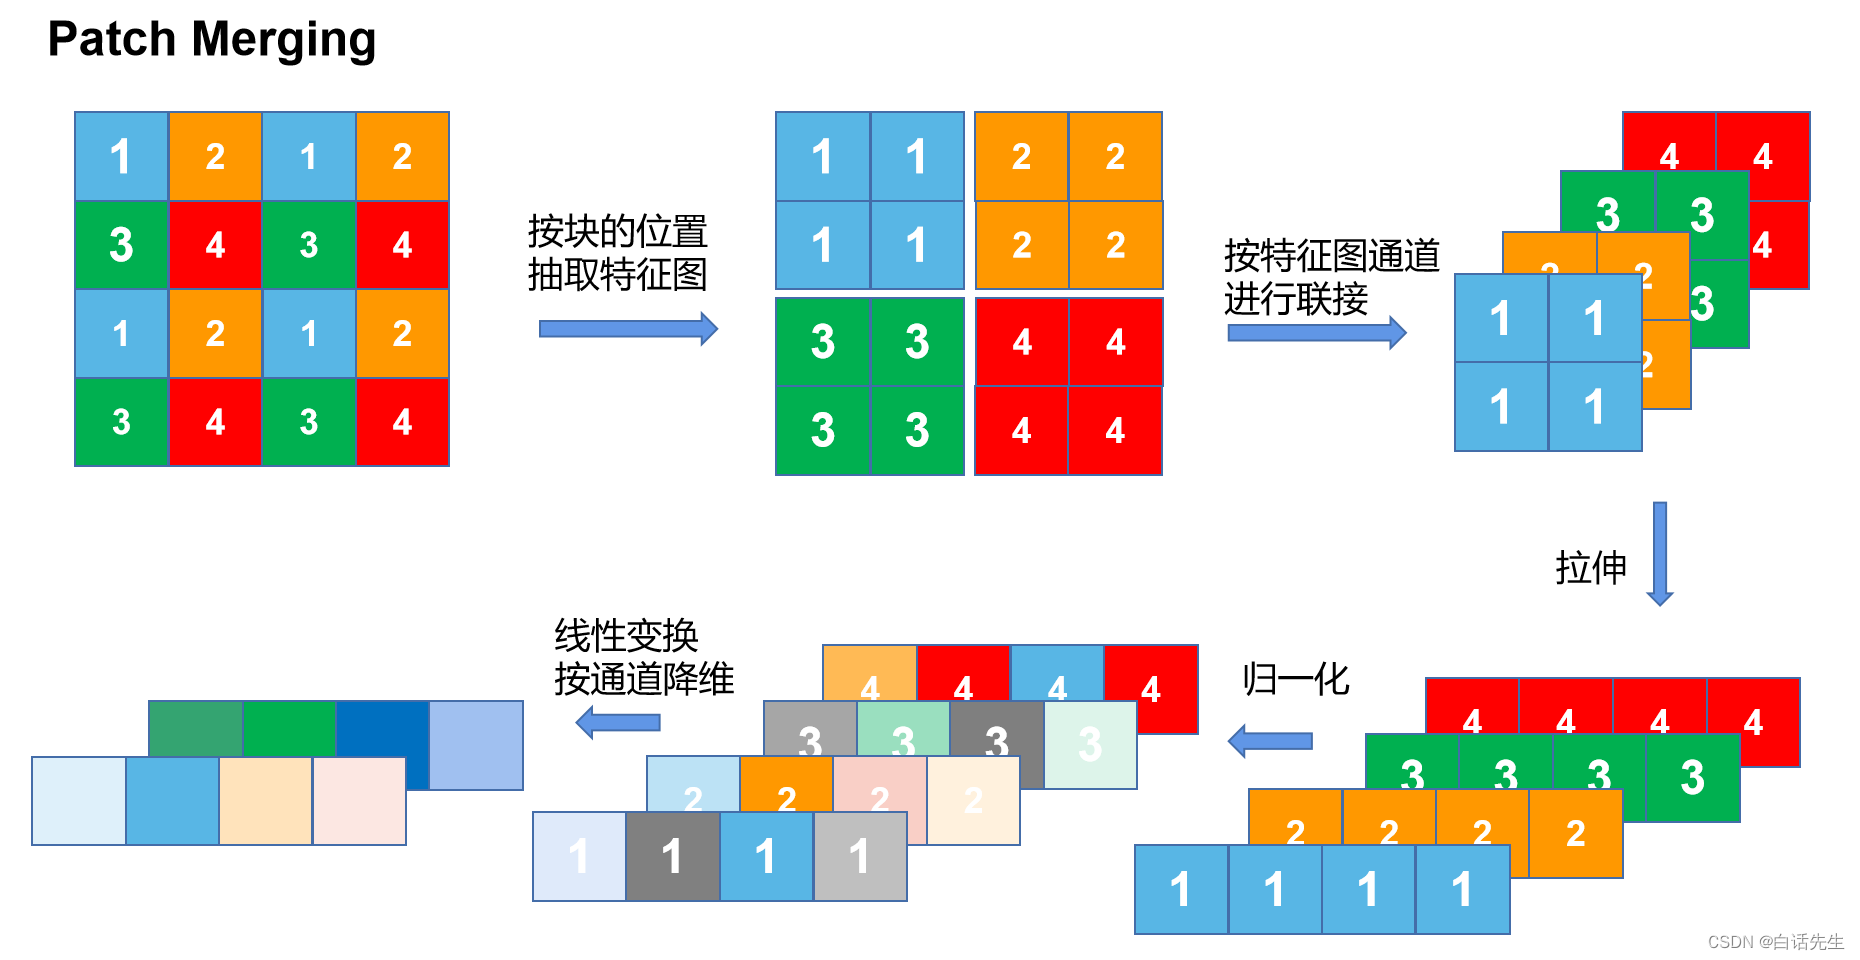 Patch Merging
1 2 1 2
3 4 3 4
1 2 1 2
3 4 3 4
按块的位置
抽取特征图
1 1 2 2
1 1 2 2
3 3 4 4
3 3 4 4
按特征图通道
进行联接
4 4
4
3 3
3
2 2
2
1 1
1 1
拉伸
4 4 4 4
3 3 3 3
2 2 2 2
1 1 1 1
归一化
4 4 4 4
3 3 3 3
2 2 2 2
1 1 1 1
线性变换
按通道降维
CSDN @白话先生